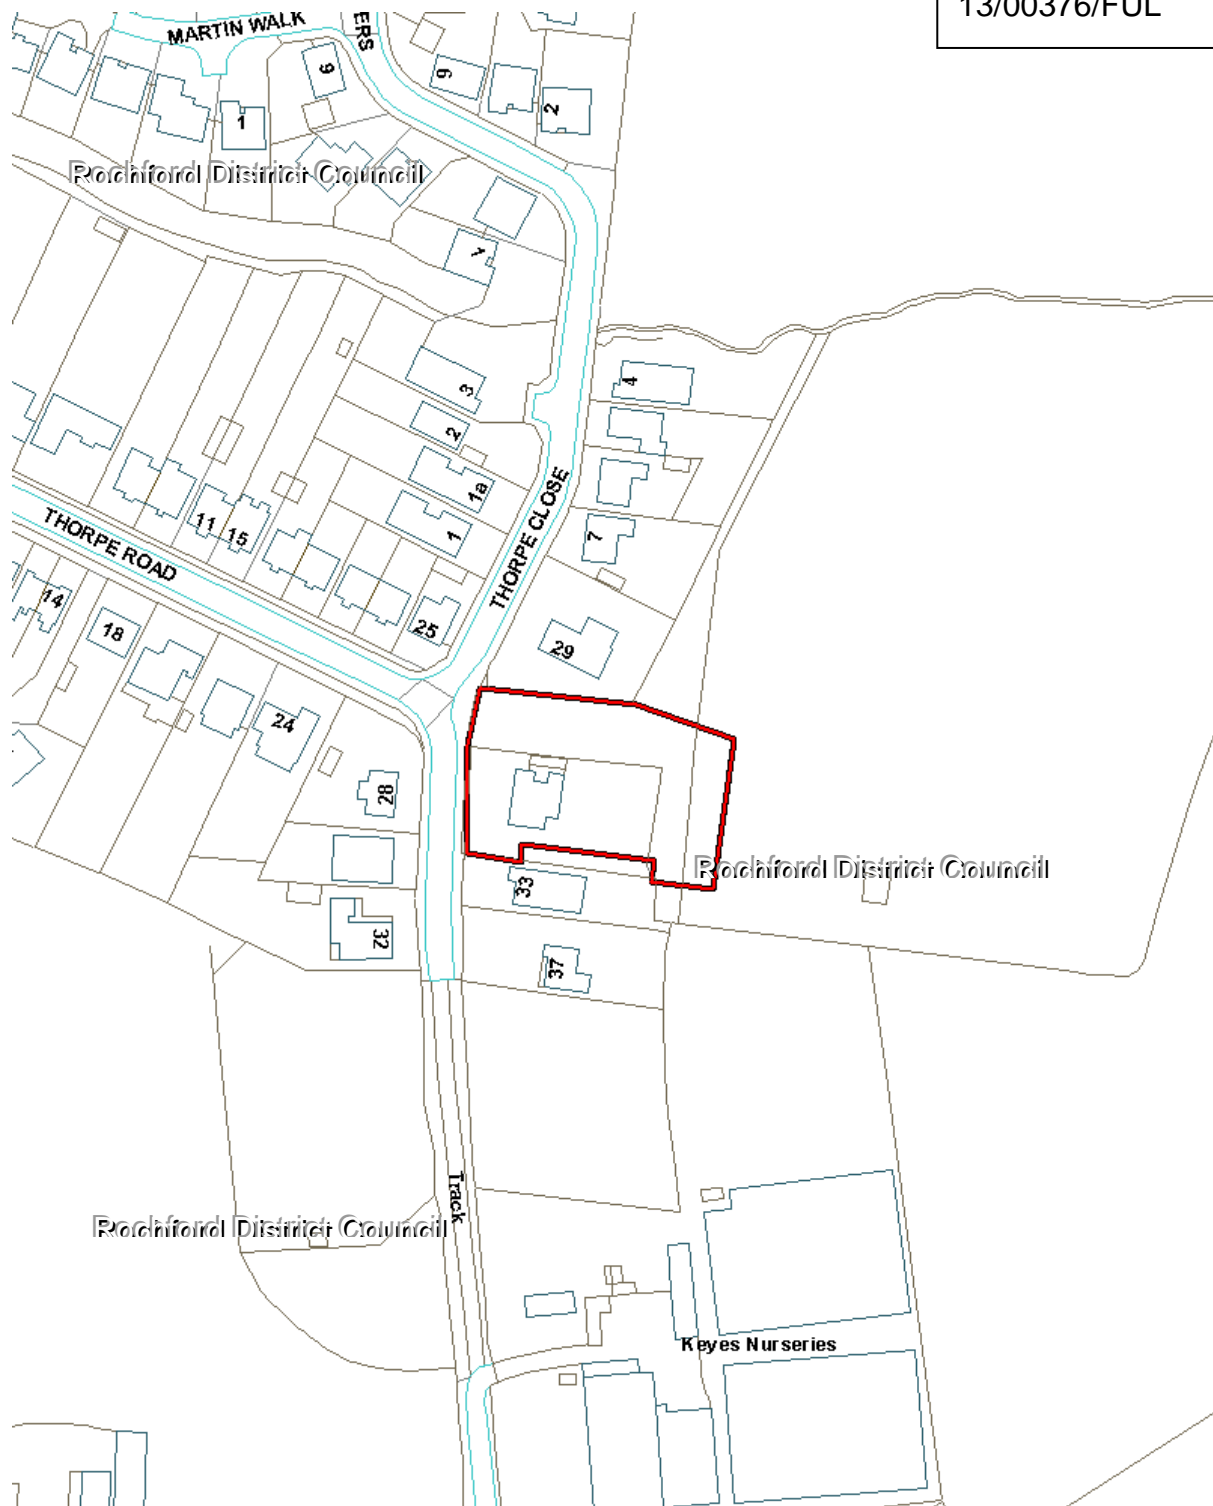 13/00376/FUL
MARTIN WALK
ERS
6
9
2
1
Rochford District Council
7
3
4
2
1a
1
THORPE CLOSE
7
11
15
THORPE ROAD
14
18
25
29
24
28
Rochford District Council
33
32
37
Track
Rochford District Council
Keyes Nurseries